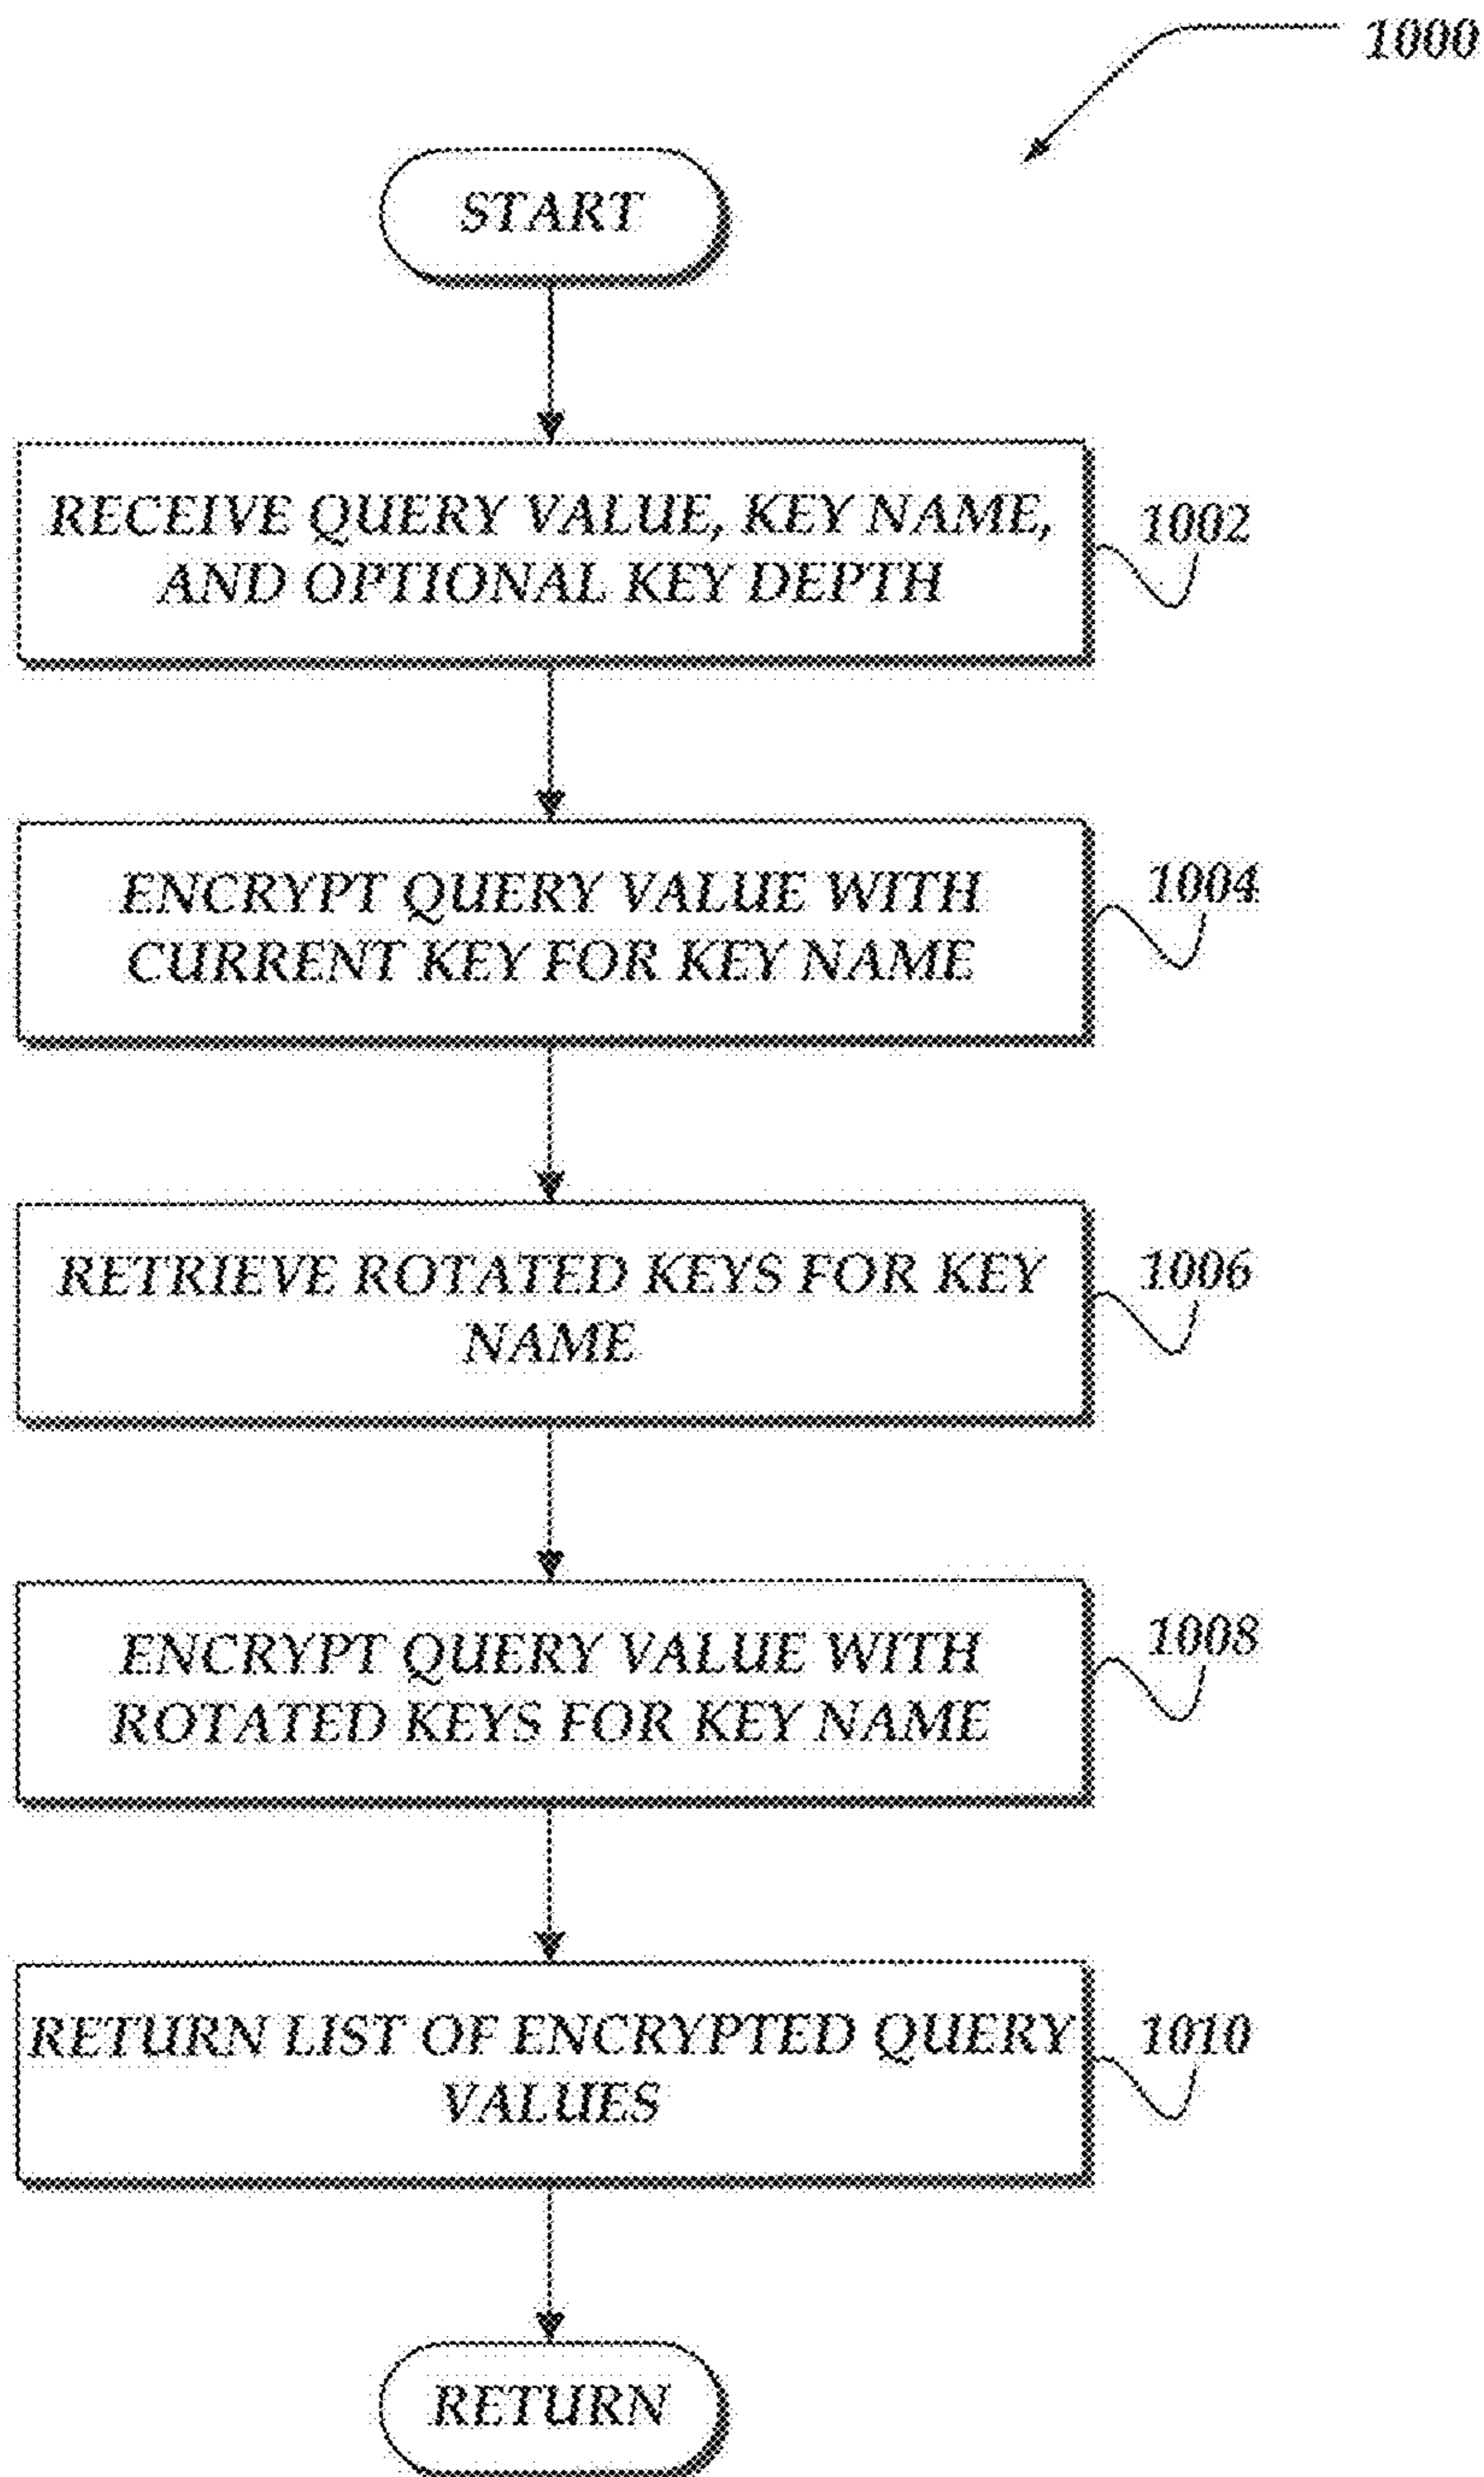 1000
START
RECEIVE QUERY VALUE, KEY NAME,
AND OPTIONAL KEY DEPTH
1002
ENCRYPT QUERY VALUE WITH
CURRENT KEY FOR KEY NAME
1004
RETRIEVE ROTATED KEYS FOR KEY
NAME
1006
ENCRYPT QUERY VALUE WITH
ROTATED KEYS FOR KEY NAME
1008
RETURN LIST OF ENCRYPTED QUERY
VALUES
1010
RETURN